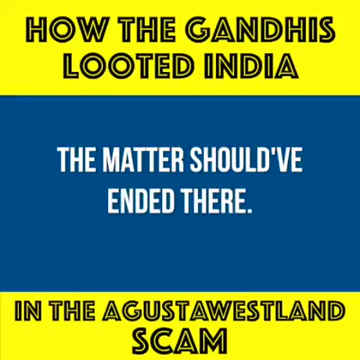 HOW THE GANDHIS
LOOTED INDIA
THE MATTER SHOULD'VE
ENDED THERE.
IN THE AGUSTAWESTLAND
SCAM